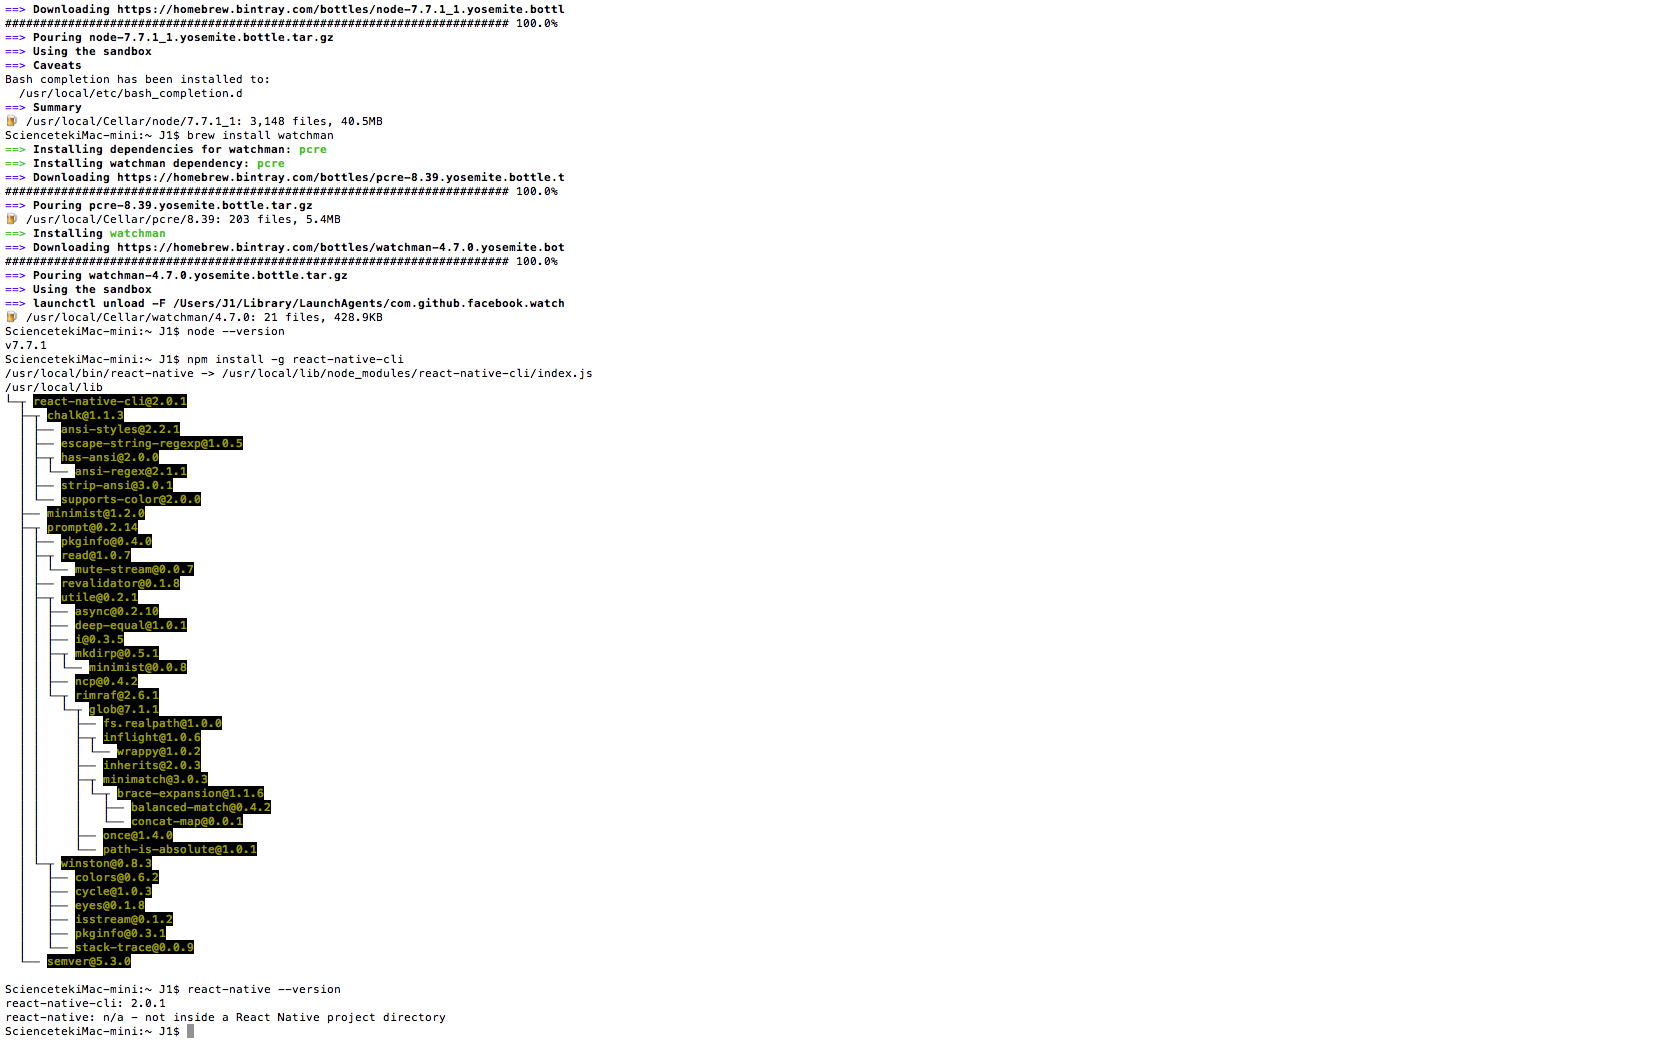 ==> Downloading https://homebrew.bintray.com/bottles/node-7.7.1_1.yosemite.bottl
######################################################################## 100.0%
==> Pouring node-7.7.1_1.yosemite.bottle.tar.gz
==> Using the sandbox
==> Caveats
Bash completion has been installed to:
  /usr/local/etc/bash_completion.d
==> Summary
🍺  /usr/local/Cellar/node/7.7.1_1: 3,148 files, 40.5MB
SciencetekiMac-mini:~ J1$ brew install watchman
==> Installing dependencies for watchman: pcre
==> Installing watchman dependency: pcre
==> Downloading https://homebrew.bintray.com/bottles/pcre-8.39.yosemite.bottle.t
######################################################################## 100.0%
==> Pouring pcre-8.39.yosemite.bottle.tar.gz
🍺  /usr/local/Cellar/pcre/8.39: 203 files, 5.4MB
==> Installing watchman
==> Downloading https://homebrew.bintray.com/bottles/watchman-4.7.0.yosemite.bot
######################################################################## 100.0%
==> Pouring watchman-4.7.0.yosemite.bottle.tar.gz
==> Using the sandbox
==> launchctl unload -F /Users/J1/Library/LaunchAgents/com.github.facebook.watch
🍺  /usr/local/Cellar/watchman/4.7.0: 21 files, 428.9KB
SciencetekiMac-mini:~ J1$ node --version
v7.7.1
SciencetekiMac-mini:~ J1$ npm install -g react-native-cli
/usr/local/bin/react-native -> /usr/local/lib/node_modules/react-native-cli/index.js
/usr/local/lib
└─┬ react-native-cli@2.0.1
  ├─┬ chalk@1.1.3
  │ ├── ansi-styles@2.2.1
  │ ├── escape-string-regexp@1.0.5
  │ ├─┬ has-ansi@2.0.0
  │ │ └── ansi-regex@2.1.1
  │ ├── strip-ansi@3.0.1
  │ └── supports-color@2.0.0
  ├── minimist@1.2.0
  ├─┬ prompt@0.2.14
  │ ├── pkginfo@0.4.0
  │ ├─┬ read@1.0.7
  │ │ └── mute-stream@0.0.7
  │ ├── revalidator@0.1.8
  │ ├─┬ utile@0.2.1
  │ │ ├── async@0.2.10
  │ │ ├── deep-equal@1.0.1
  │ │ ├── i@0.3.5
  │ │ ├─┬ mkdirp@0.5.1
  │ │ │ └── minimist@0.0.8
  │ │ ├── ncp@0.4.2
  │ │ └─┬ rimraf@2.6.1
  │ │   └─┬ glob@7.1.1
  │ │     ├── fs.realpath@1.0.0
  │ │     ├─┬ inflight@1.0.6
  │ │     │ └── wrappy@1.0.2
  │ │     ├── inherits@2.0.3
  │ │     ├─┬ minimatch@3.0.3
  │ │     │ └─┬ brace-expansion@1.1.6
  │ │     │   ├── balanced-match@0.4.2
  │ │     │   └── concat-map@0.0.1
  │ │     ├── once@1.4.0
  │ │     └── path-is-absolute@1.0.1
  │ └─┬ winston@0.8.3
  │   ├── colors@0.6.2
  │   ├── cycle@1.0.3
  │   ├── eyes@0.1.8
  │   ├── isstream@0.1.2
  │   ├── pkginfo@0.3.1
  │   └── stack-trace@0.0.9
  └── semver@5.3.0
SciencetekiMac-mini:~ J1$ react-native --version
react-native-cli: 2.0.1
react-native: n/a - not inside a React Native project directory
SciencetekiMac-mini:~ J1$